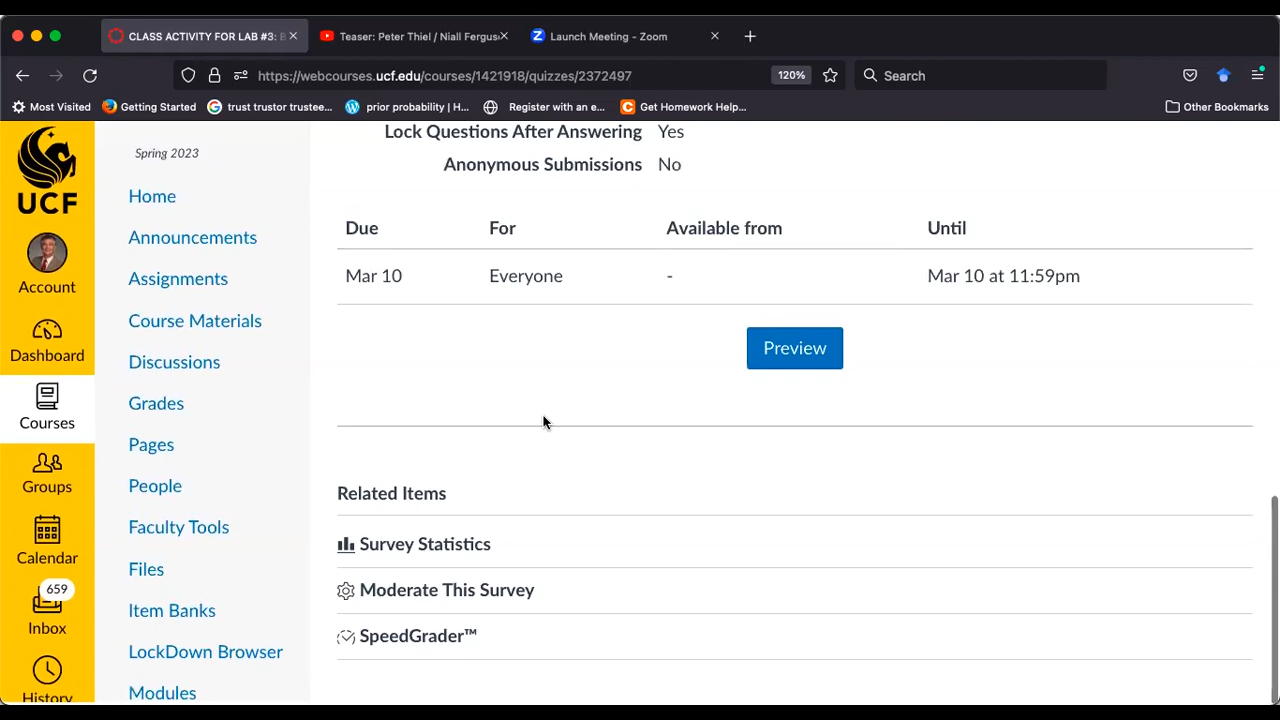 CLASS ACTIVITY FOR LAB #3: B
Teaser: Peter Thiel / Niall Fergus
Launch Meeting - Zoom
https://webcourses.ucf.edu/courses/1421918/quizzes/2372497
120%
Search
Most Visited
Getting Started
trust trustor trustee...
prior probability | H...
Register with an e...
Get Homework Help...
Other Bookmarks
UCF
Account
Dashboard
Courses
Groups
Calendar
659
Inbox
History
Spring 2023
Home
Announcements
Assignments
Course Materials
Discussions
Grades
Pages
People
Faculty Tools
Files
Item Banks
LockDown Browser
Modules
Lock Questions After Answering Yes
Anonymous Submissions No
Due For Available from Until
Mar 10 Everyone - Mar 10 at 11:59pm
Preview
Related Items
Survey Statistics
Moderate This Survey
SpeedGrader™